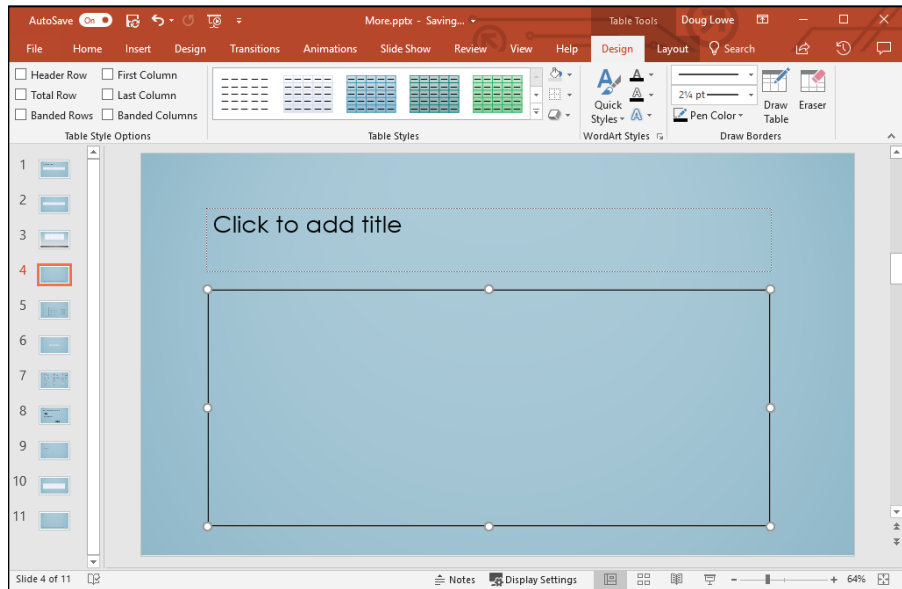 AutoSave On More.pptx - Saving... Table Tools Doug Lowe
File Home Insert Design Transitions Animations Slide Show Review View Help Design Layout Search
Header Row First Column
Total Row Last Column
Banded Rows Banded Columns
Table Style Options
Table Styles
Quick
Styles
WordArt Styles
2¼ pt
Pen Color
Draw
Table
Eraser
Draw Borders
1
2
3
4
5
6
7
8
9
10
11
Click to add title
Slide 4 of 11 Notes Display Settings 64%